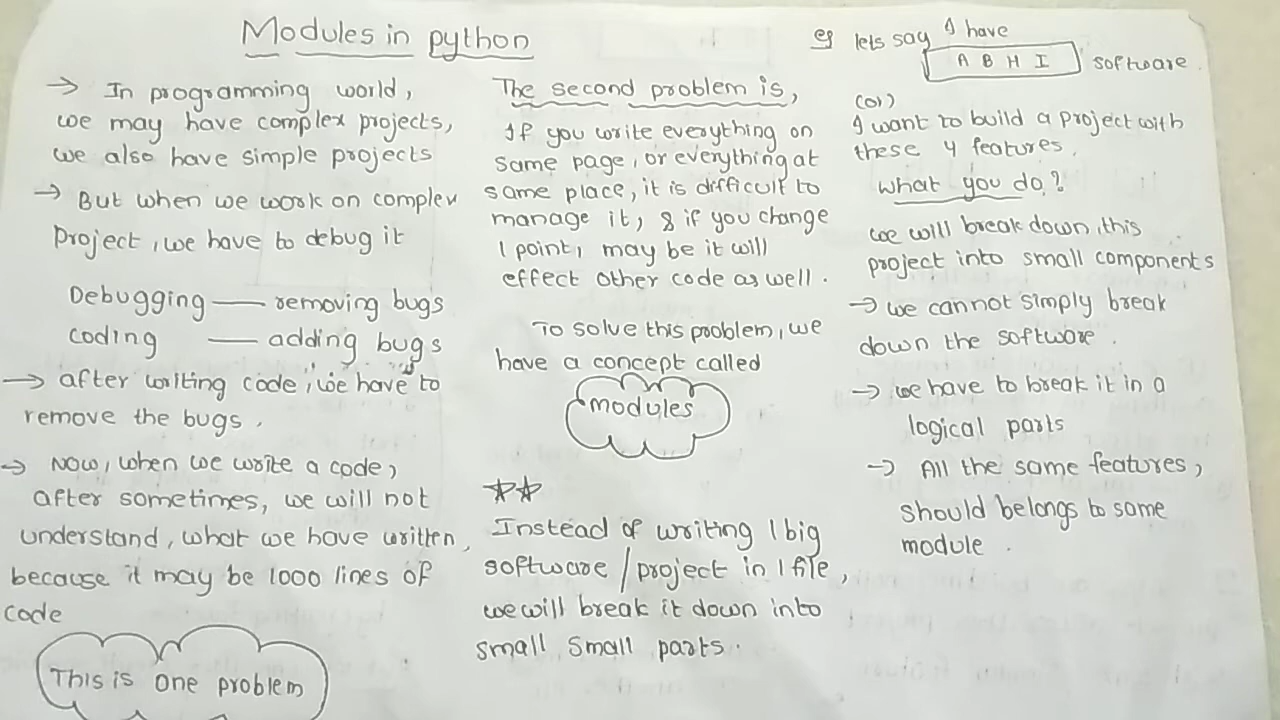 Modules in python
→ In programming world,
we may have complex projects,
we also have simple projects
→ But when we work on complex
project, we have to debug it
Debugging — removing bugs
coding — adding bugs
→ after writing code, we have to
remove the bugs.
→ Now, when we write a code,
after sometimes, we will not
understand, what we have written,
because it may be 1000 lines of
code
This is one problem
The second problem is,
If you write everything on
same page, or everything at
same place, it is difficult to
manage it, & if you change
1 point, may be it will
effect other code as well.
To solve this problem, we
have a concept called
modules
☆☆
Instead of writing 1 big
software/project in 1 file,
we will break it down into
small small parts.
eg lets say I have
A B H I software.
(or)
I want to build a project with
these 4 features.
what you do?
we will break down, this
project into small components
→ we cannot simply break
down the software.
→ we have to break it in a
logical parts
→ All the same features,
should belongs to same
module.